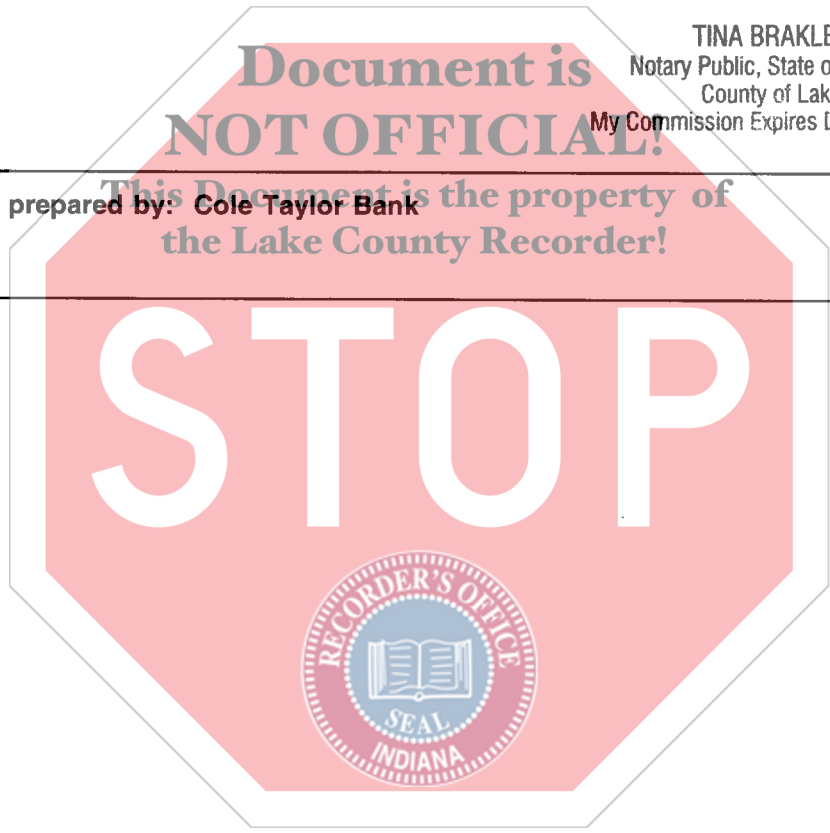 TINA BRAKLE
Notary Public, State o
County of Lak
My Commission Expires D
Document is
NOT OFFICIAL!
This Document is the property of
the Lake County Recorder!
prepared by: Cole Taylor Bank
STOP
RECORDER'S OFFICE
SEAL
INDIANA